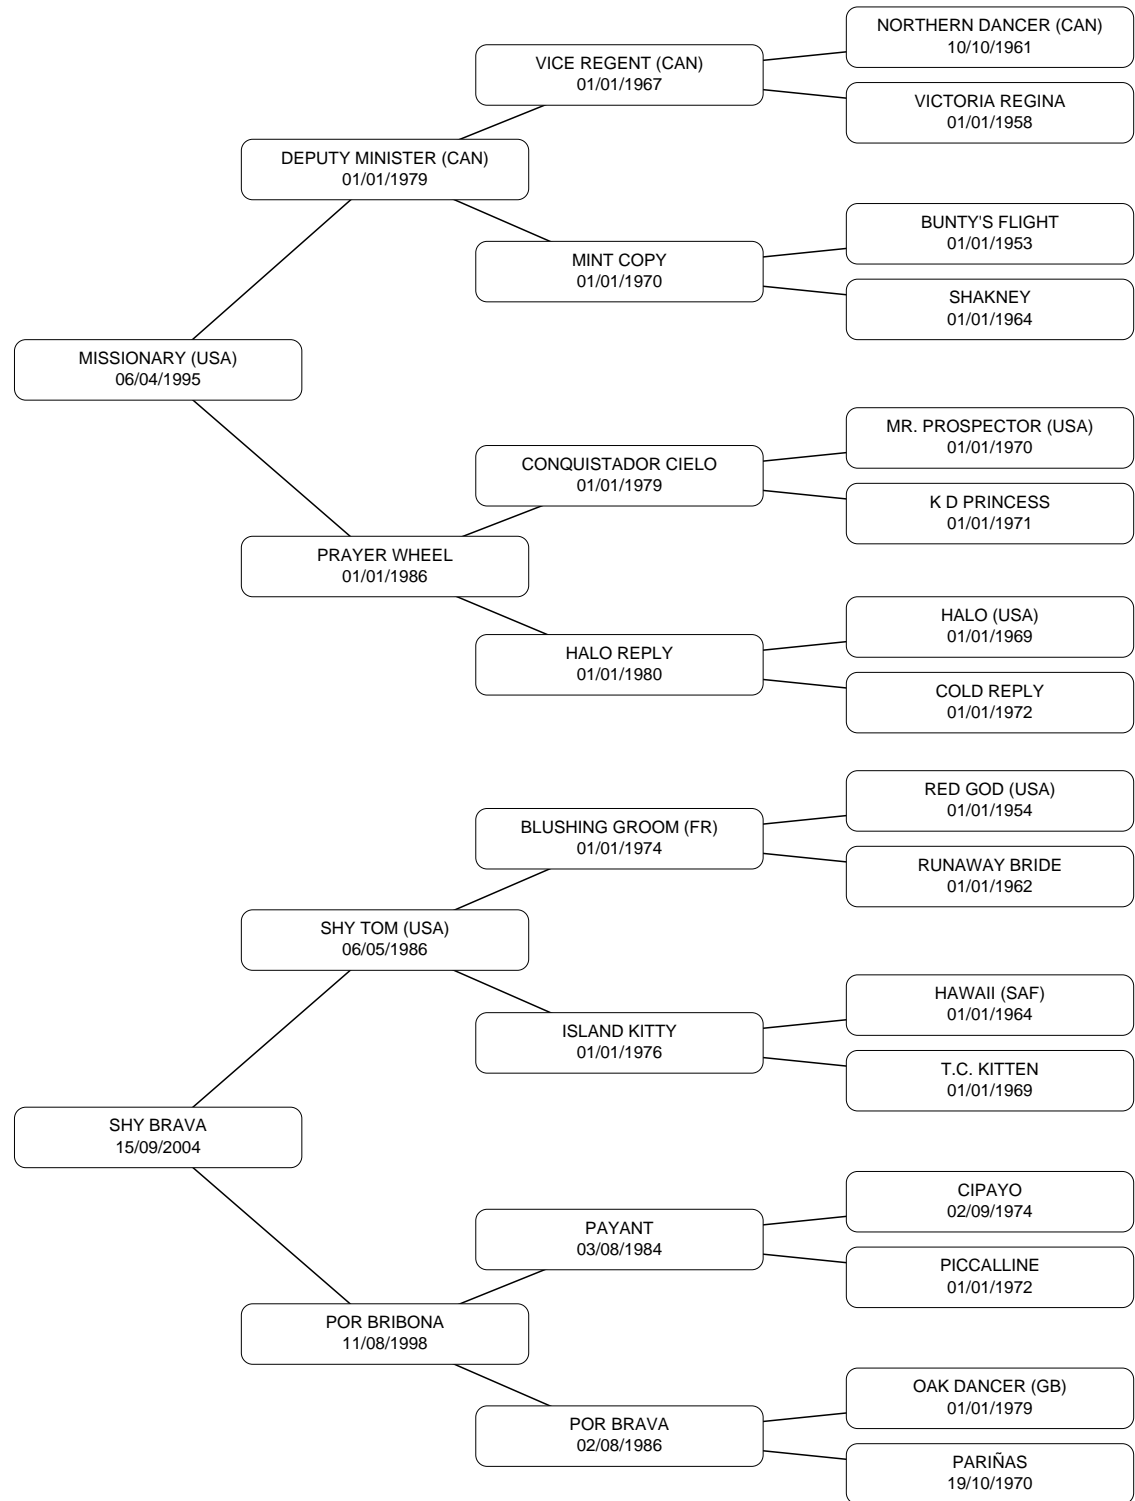 NORTHERN DANCER (CAN)
10/10/1961
VICE REGENT (CAN)
01/01/1967
VICTORIA REGINA
01/01/1958
DEPUTY MINISTER (CAN)
01/01/1979
BUNTY'S FLIGHT
01/01/1953
MINT COPY
01/01/1970
SHAKNEY
01/01/1964
MISSIONARY (USA)
06/04/1995
MR. PROSPECTOR (USA)
01/01/1970
CONQUISTADOR CIELO
01/01/1979
K D PRINCESS
01/01/1971
PRAYER WHEEL
01/01/1986
HALO (USA)
01/01/1969
HALO REPLY
01/01/1980
COLD REPLY
01/01/1972
RED GOD (USA)
01/01/1954
BLUSHING GROOM (FR)
01/01/1974
RUNAWAY BRIDE
01/01/1962
SHY TOM (USA)
06/05/1986
HAWAII (SAF)
01/01/1964
ISLAND KITTY
01/01/1976
T.C. KITTEN
01/01/1969
SHY BRAVA
15/09/2004
CIPAYO
02/09/1974
PAYANT
03/08/1984
PICCALLINE
01/01/1972
POR BRIBONA
11/08/1998
OAK DANCER (GB)
01/01/1979
POR BRAVA
02/08/1986
PARIÑAS
19/10/1970